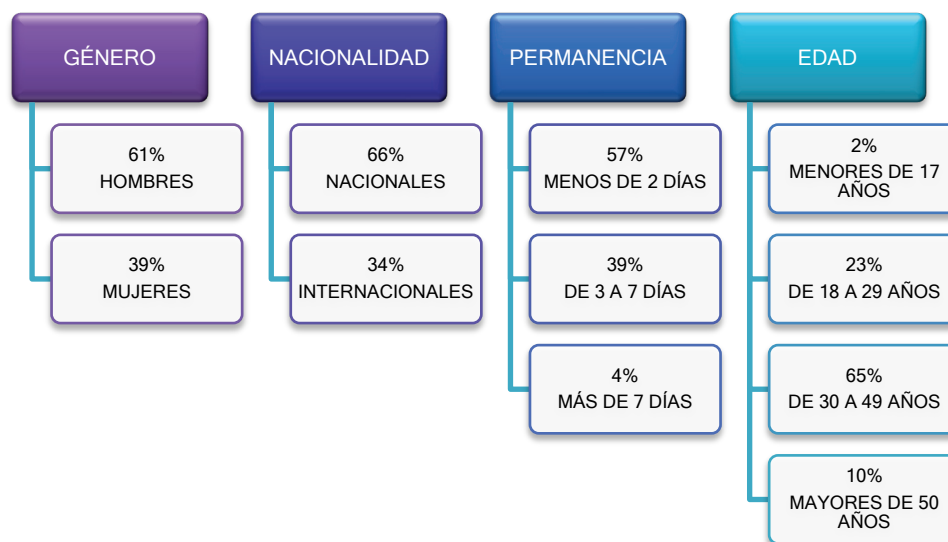 GÉNERO
61%
HOMBRES
39%
MUJERES
NACIONALIDAD
66%
NACIONALES
34%
INTERNACIONALES
PERMANENCIA
57%
MENOS DE 2 DÍAS
39%
DE 3 A 7 DÍAS
4%
MÁS DE 7 DÍAS
EDAD
2%
MENORES DE 17
AÑOS
23%
DE 18 A 29 AÑOS
65%
DE 30 A 49 AÑOS
10%
MAYORES DE 50
AÑOS